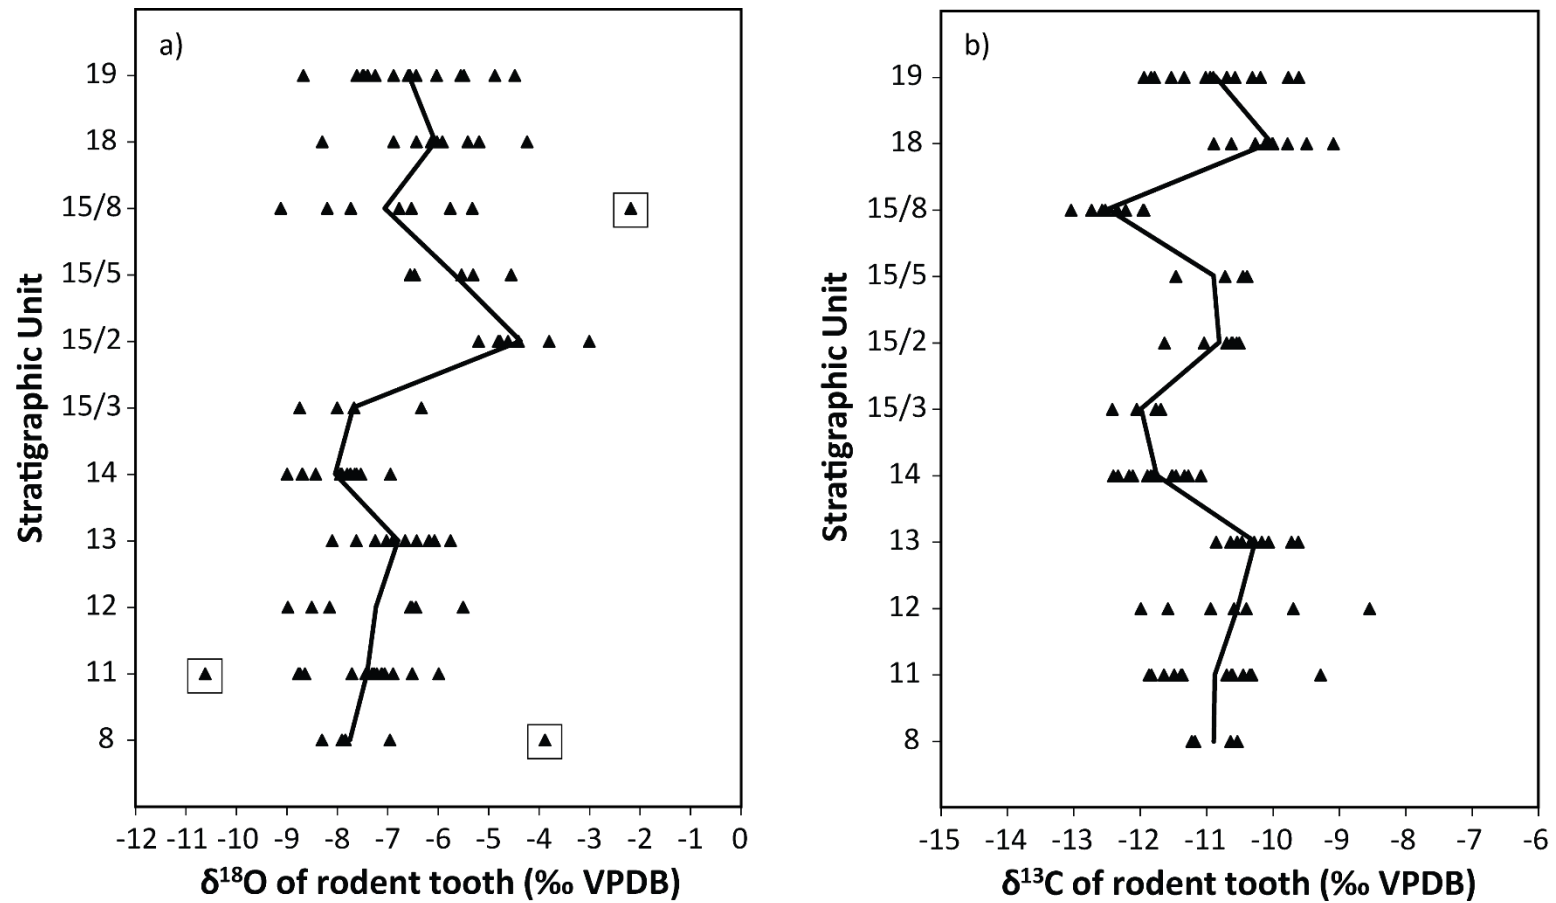 a)
19
18
15/8
15/5
15/2
15/3
14
13
12
11
8
Stratigraphic Unit
-12 -11 -10 -9 -8 -7 -6 -5 -4 -3 -2 -1 0
δ¹⁸O of rodent tooth (‰ VPDB)
b)
19
18
15/8
15/5
15/2
15/3
14
13
12
11
8
Stratigraphic Unit
-15 -14 -13 -12 -11 -10 -9 -8 -7 -6
δ¹³C of rodent tooth (‰ VPDB)